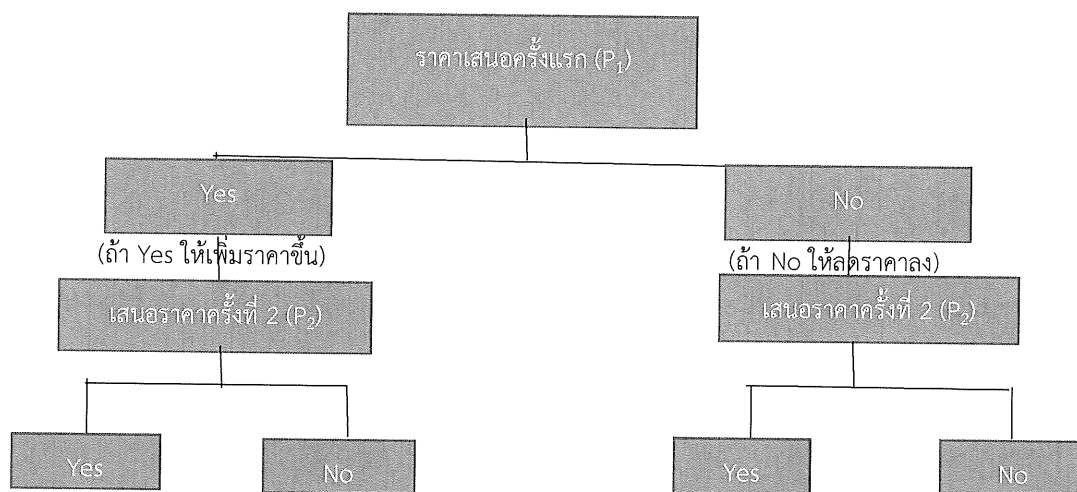 ราคาเสนอครั้งแรก (P₁)
Yes
No
(ถ้า Yes ให้เพิ่มราคาขึ้น)
(ถ้า No ให้ลดราคาลง)
เสนอราคาครั้งที่ 2 (P₂)
เสนอราคาครั้งที่ 2 (P₂)
Yes
No
Yes
No